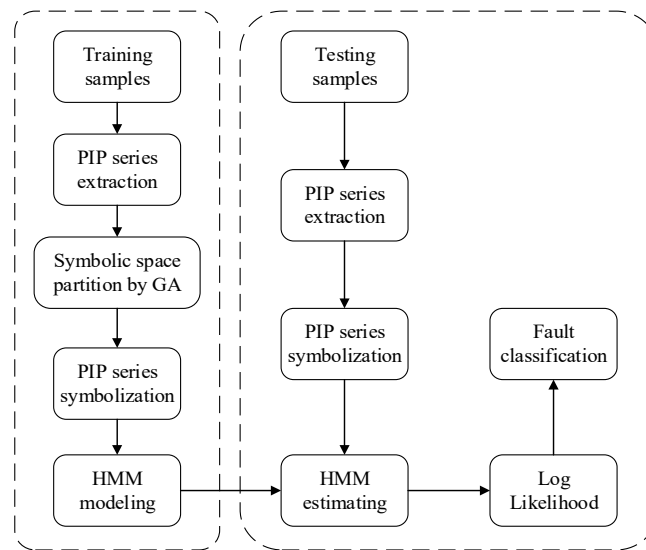 Training
samples
PIP series
extraction
Symbolic space
partition by GA
PIP series
symbolization
HMM
modeling
Testing
samples
PIP series
extraction
PIP series
symbolization
HMM
estimating
Log
Likelihood
Fault
classification